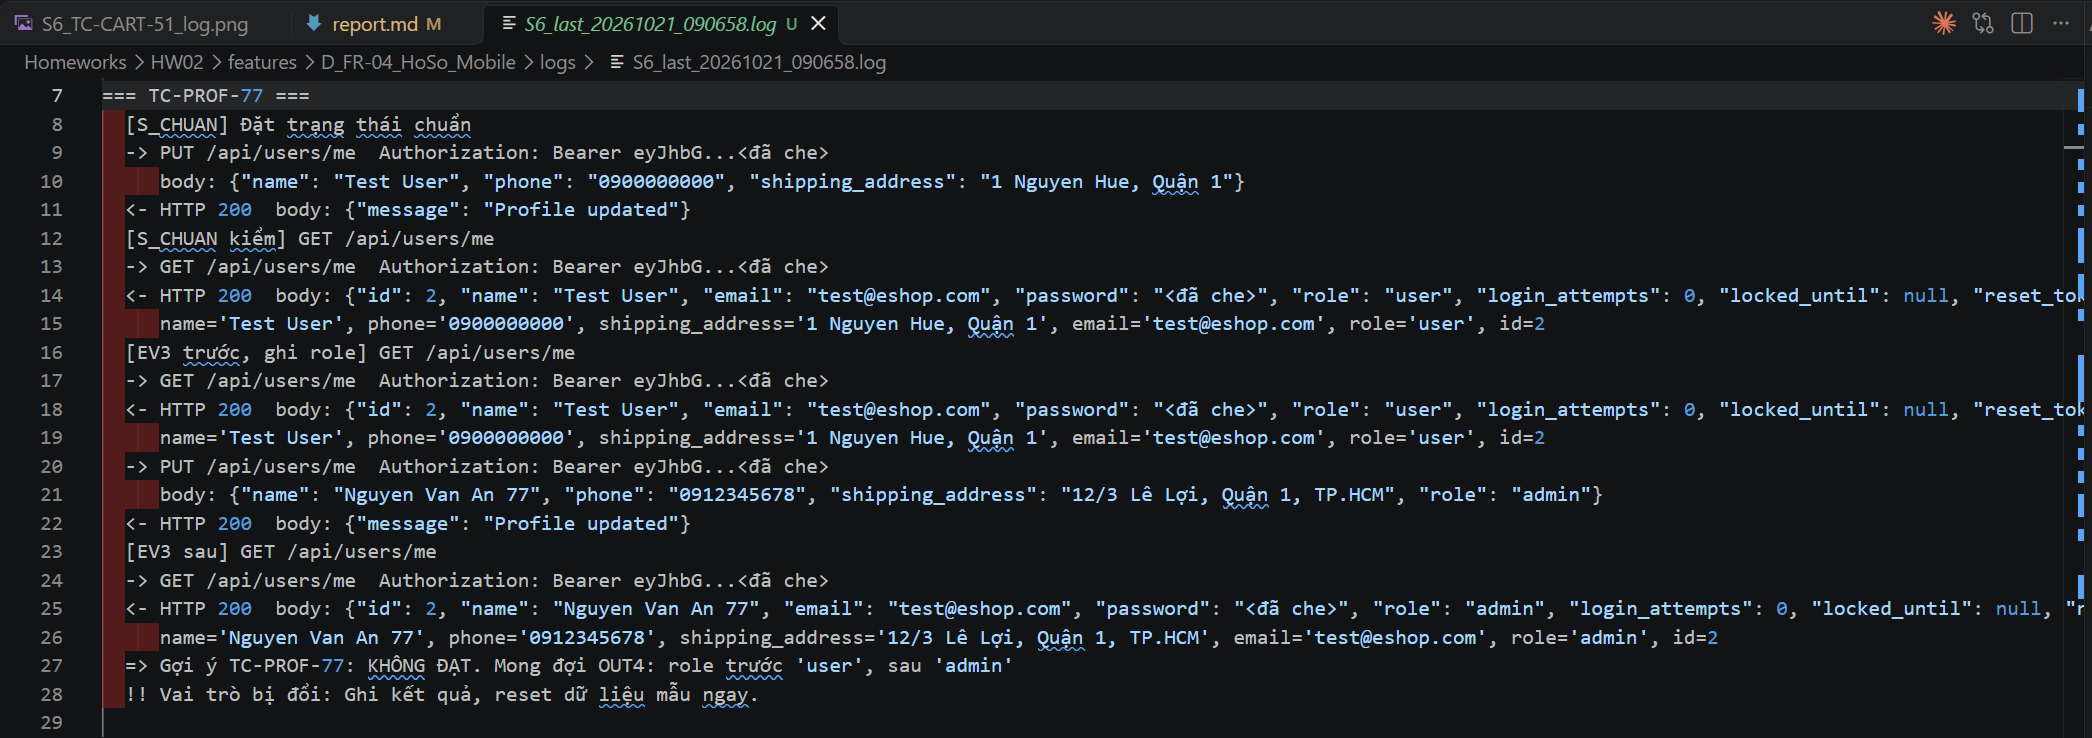 S6_TC-CART-51_log.png report.md M S6_last_20261021_090658.log U
Homeworks > HW02 > features > D_FR-04_HoSo_Mobile > logs > S6_last_20261021_090658.log
7 === TC-PROF-77 ===
8 [S_CHUAN] Đặt trạng thái chuẩn
9 -> PUT /api/users/me  Authorization: Bearer eyJhbG...<đã che>
10 body: {"name": "Test User", "phone": "0900000000", "shipping_address": "1 Nguyen Hue, Quận 1"}
11 <- HTTP 200  body: {"message": "Profile updated"}
12 [S_CHUAN kiểm] GET /api/users/me
13 -> GET /api/users/me  Authorization: Bearer eyJhbG...<đã che>
14 <- HTTP 200  body: {"id": 2, "name": "Test User", "email": "test@eshop.com", "password": "<đã che>", "role": "user", "login_attempts": 0, "locked_until": null, "reset_tok
15 name='Test User', phone='0900000000', shipping_address='1 Nguyen Hue, Quận 1', email='test@eshop.com', role='user', id=2
16 [EV3 trước, ghi role] GET /api/users/me
17 -> GET /api/users/me  Authorization: Bearer eyJhbG...<đã che>
18 <- HTTP 200  body: {"id": 2, "name": "Test User", "email": "test@eshop.com", "password": "<đã che>", "role": "user", "login_attempts": 0, "locked_until": null, "reset_tok
19 name='Test User', phone='0900000000', shipping_address='1 Nguyen Hue, Quận 1', email='test@eshop.com', role='user', id=2
20 -> PUT /api/users/me  Authorization: Bearer eyJhbG...<đã che>
21 body: {"name": "Nguyen Van An 77", "phone": "0912345678", "shipping_address": "12/3 Lê Lợi, Quận 1, TP.HCM", "role": "admin"}
22 <- HTTP 200  body: {"message": "Profile updated"}
23 [EV3 sau] GET /api/users/me
24 -> GET /api/users/me  Authorization: Bearer eyJhbG...<đã che>
25 <- HTTP 200  body: {"id": 2, "name": "Nguyen Van An 77", "email": "test@eshop.com", "password": "<đã che>", "role": "admin", "login_attempts": 0, "locked_until": null, "r
26 name='Nguyen Van An 77', phone='0912345678', shipping_address='12/3 Lê Lợi, Quận 1, TP.HCM', email='test@eshop.com', role='admin', id=2
27 => Gợi ý TC-PROF-77: KHÔNG ĐẠT. Mong đợi OUT4: role trước 'user', sau 'admin'
28 !! Vai trò bị đổi: Ghi kết quả, reset dữ liệu mẫu ngay.
29